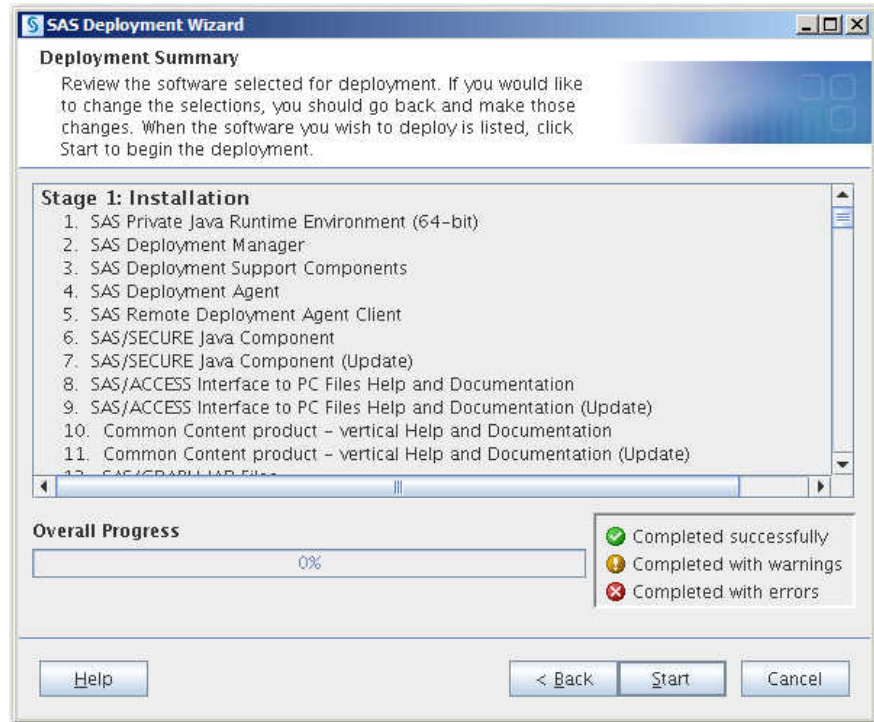 SAS Deployment Wizard
Deployment Summary
Review the software selected for deployment. If you would like
to change the selections, you should go back and make those
changes. When the software you wish to deploy is listed, click
Start to begin the deployment.
Stage 1: Installation
1. SAS Private Java Runtime Environment (64-bit)
2. SAS Deployment Manager
3. SAS Deployment Support Components
4. SAS Deployment Agent
5. SAS Remote Deployment Agent Client
6. SAS/SECURE Java Component
7. SAS/SECURE Java Component (Update)
8. SAS/ACCESS Interface to PC Files Help and Documentation
9. SAS/ACCESS Interface to PC Files Help and Documentation (Update)
10. Common Content product - vertical Help and Documentation
11. Common Content product - vertical Help and Documentation (Update)
12. SAS/GRAPH JAR Files
Overall Progress
0%
Completed successfully
Completed with warnings
Completed with errors
Help
< Back
Start
Cancel